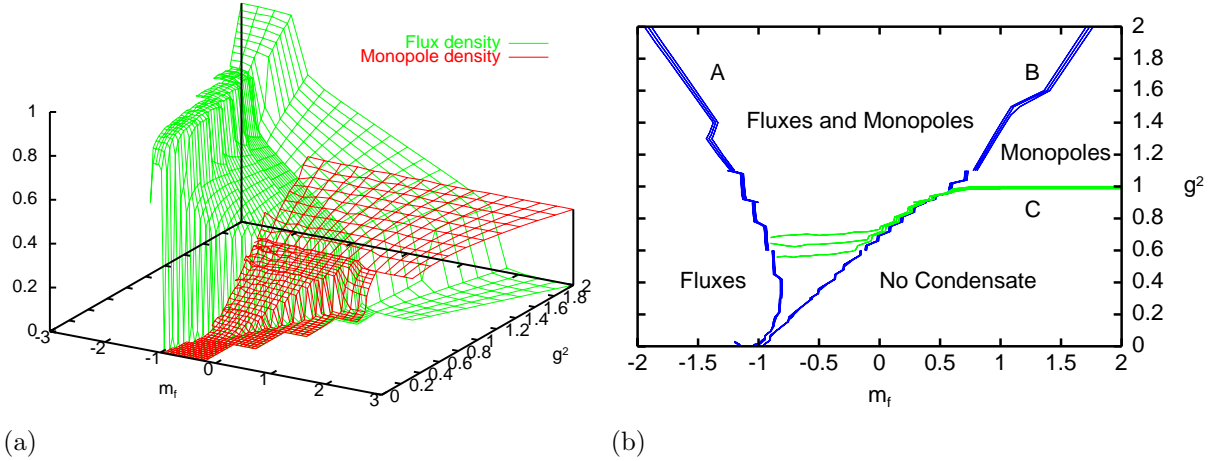 Flux density
Monopole density
1
0.8
0.6
0.4
0.2
0
-3
-2
-1
0
1
2
3
m_f
0
0.2
0.4
0.6
0.8
1
1.2
1.4
1.6
1.8
2
g²
(a)
A
B
Fluxes and Monopoles
Monopoles
C
Fluxes
No Condensate
2
1.8
1.6
1.4
1.2
1
0.8
0.6
0.4
0.2
0
g²
-2
-1.5
-1
-0.5
0
0.5
1
1.5
2
m_f
(b)